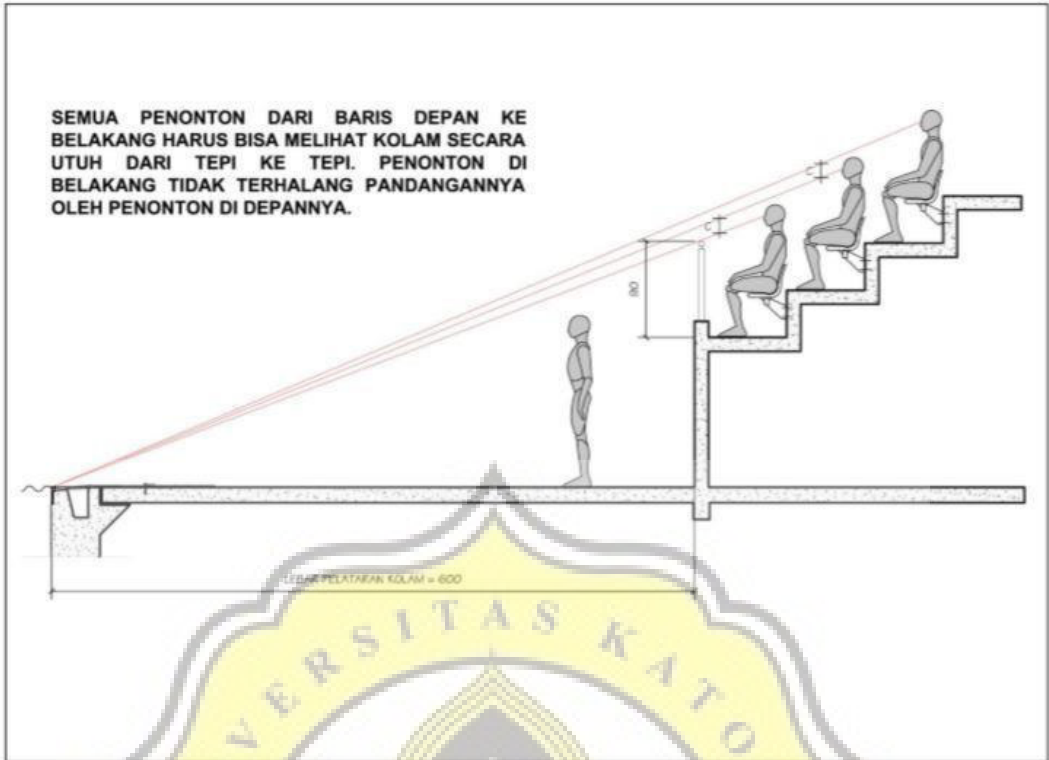 SEMUA PENONTON DARI BARIS DEPAN KE
BELAKANG HARUS BISA MELIHAT KOLAM SECARA
UTUH DARI TEPI KE TEPI. PENONTON DI
BELAKANG TIDAK TERHALANG PANDANGANNYA
OLEH PENONTON DI DEPANNYA.
C
C
80
LEBAR PELATARAN KOLAM = 600
VERSITAS KATO